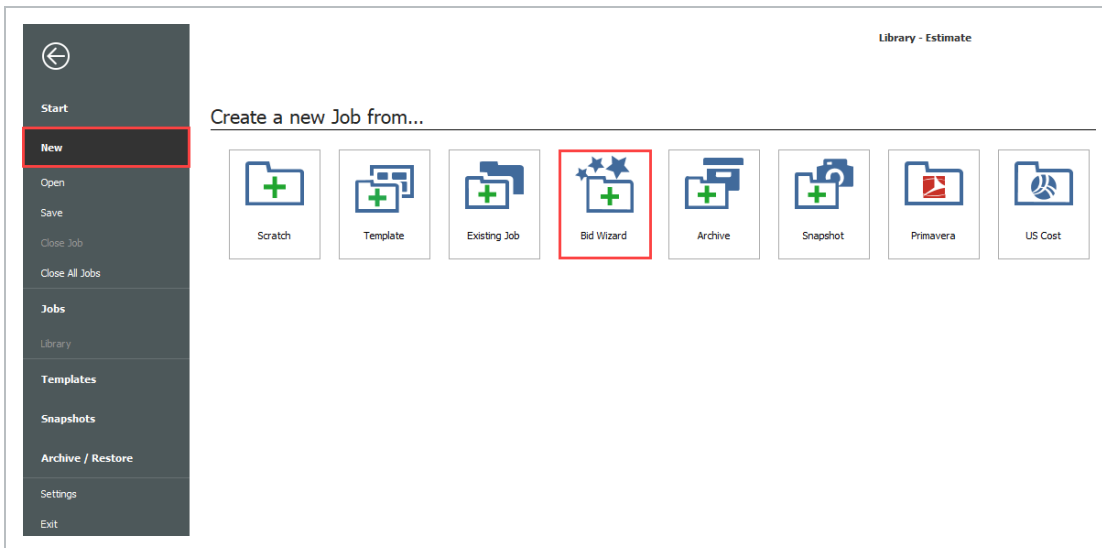 Library - Estimate
Start
New
Open
Save
Close Job
Close All Jobs
Jobs
Library
Templates
Snapshots
Archive / Restore
Settings
Exit
Create a new Job from...
Scratch
Template
Existing Job
Bid Wizard
Archive
Snapshot
Primavera
US Cost